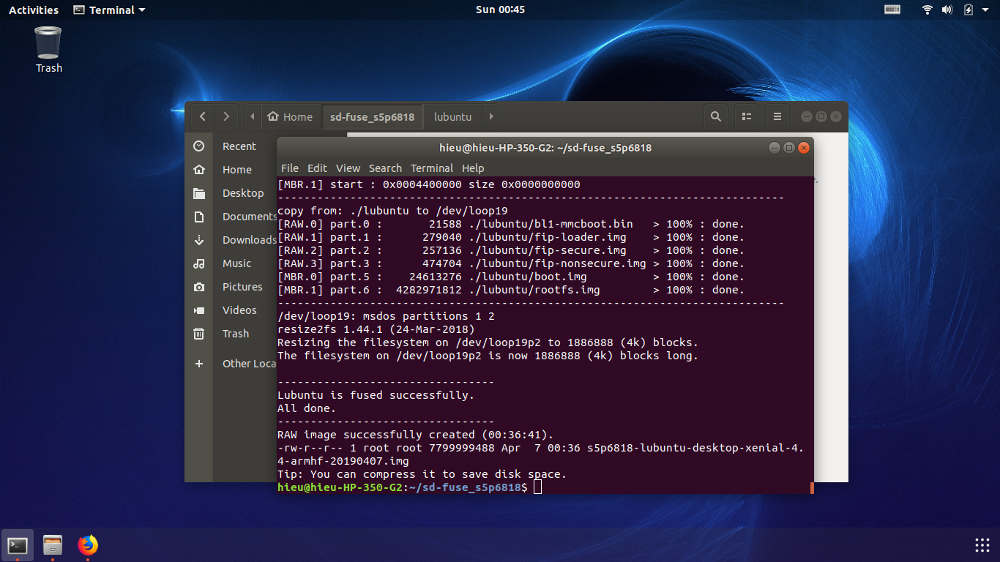 Activities Terminal Sun 00:45
Trash
Home sd-fuse_s5p6818 lubuntu
Recent
Home
Desktop
Documents
Downloads
Music
Pictures
Videos
Trash
Other Loca
hieu@hieu-HP-350-G2: ~/sd-fuse_s5p6818
File Edit View Search Terminal Help
[MBR.1] start : 0x0004400000 size 0x0000000000
-----------------------------------------------------------------------------
copy from: ./lubuntu to /dev/loop19
[RAW.0] part.0 :       21588 ./lubuntu/bl1-mmcboot.bin   > 100% : done.
[RAW.1] part.1 :      279040 ./lubuntu/fip-loader.img    > 100% : done.
[RAW.2] part.2 :      257136 ./lubuntu/fip-secure.img    > 100% : done.
[RAW.3] part.3 :      474704 ./lubuntu/fip-nonsecure.img > 100% : done.
[MBR.0] part.5 :    24613276 ./lubuntu/boot.img          > 100% : done.
[MBR.1] part.6 :  4282971812 ./lubuntu/rootfs.img        > 100% : done.
-----------------------------------------------------------------------------
/dev/loop19: msdos partitions 1 2
resize2fs 1.44.1 (24-Mar-2018)
Resizing the filesystem on /dev/loop19p2 to 1886888 (4k) blocks.
The filesystem on /dev/loop19p2 is now 1886888 (4k) blocks long.
---------------------------------
Lubuntu is fused successfully.
All done.
---------------------------------
RAW image successfully created (00:36:41).
-rw-r--r-- 1 root root 7799999488 Apr  7 00:36 s5p6818-lubuntu-desktop-xenial-4.
4-armhf-20190407.img
Tip: You can compress it to save disk space.
hieu@hieu-HP-350-G2:~/sd-fuse_s5p6818$